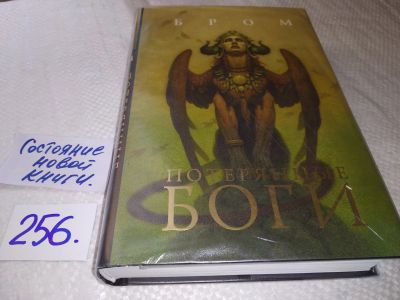 БРОМ
ПОТЕРЯННЫЕ
БОГИ
Состояние
новой
книги.
256.